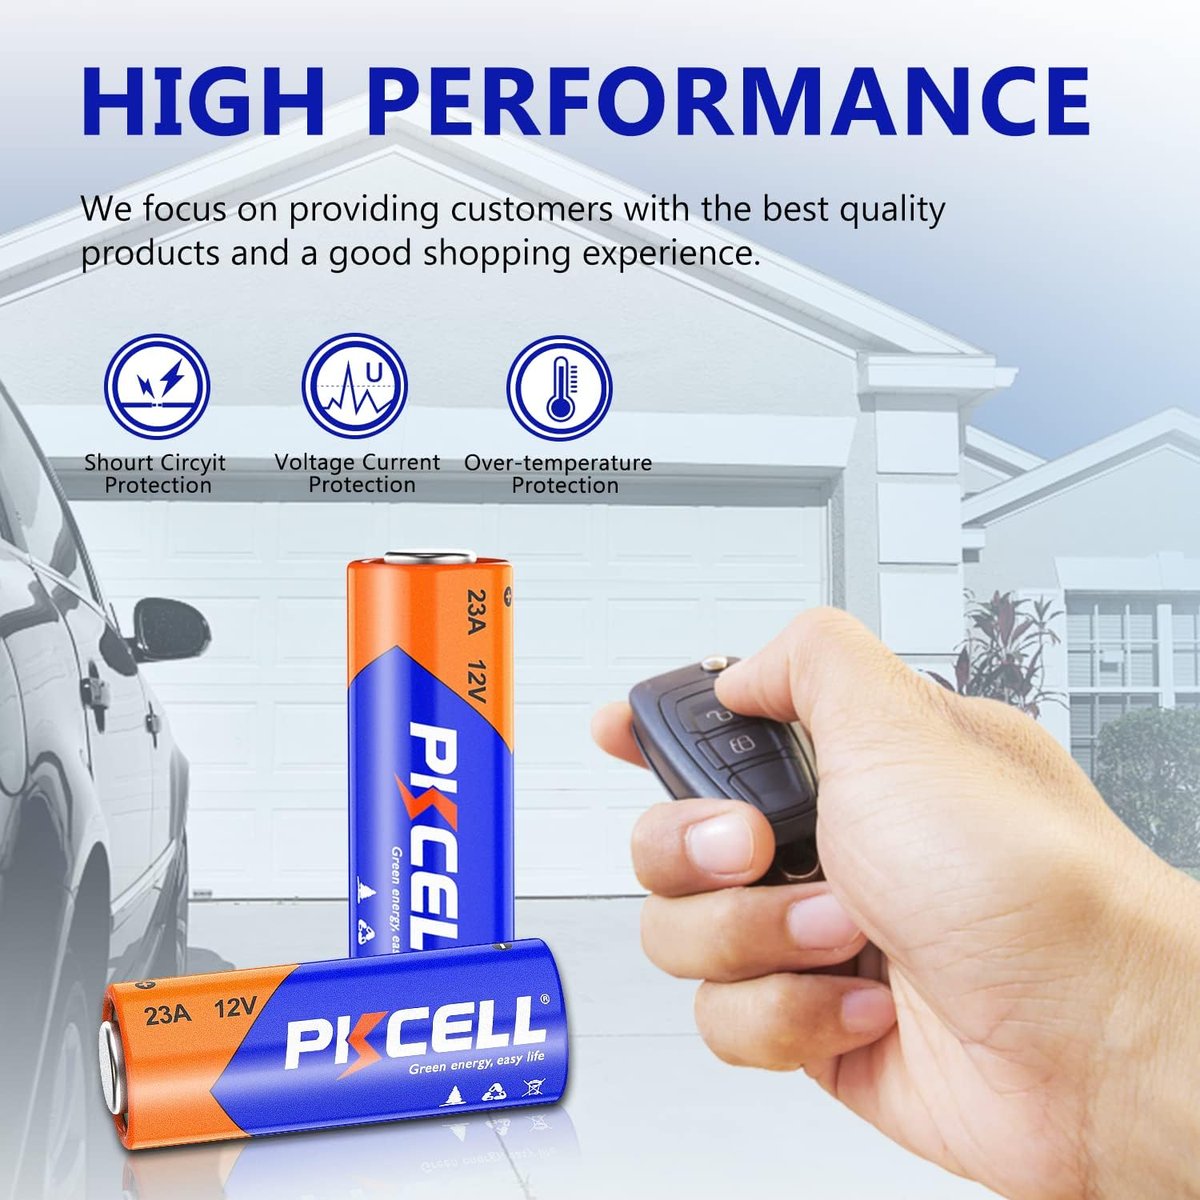 HIGH PERFORMANCE
We focus on providing customers with the best quality
products and a good shopping experience.
U
Shourt Circyit
Protection
Voltage Current
Protection
Over-temperature
Protection
23A 12V
PKCELL
Green energy, eas
23A 12V
PKCELL®
Green energy, easy life